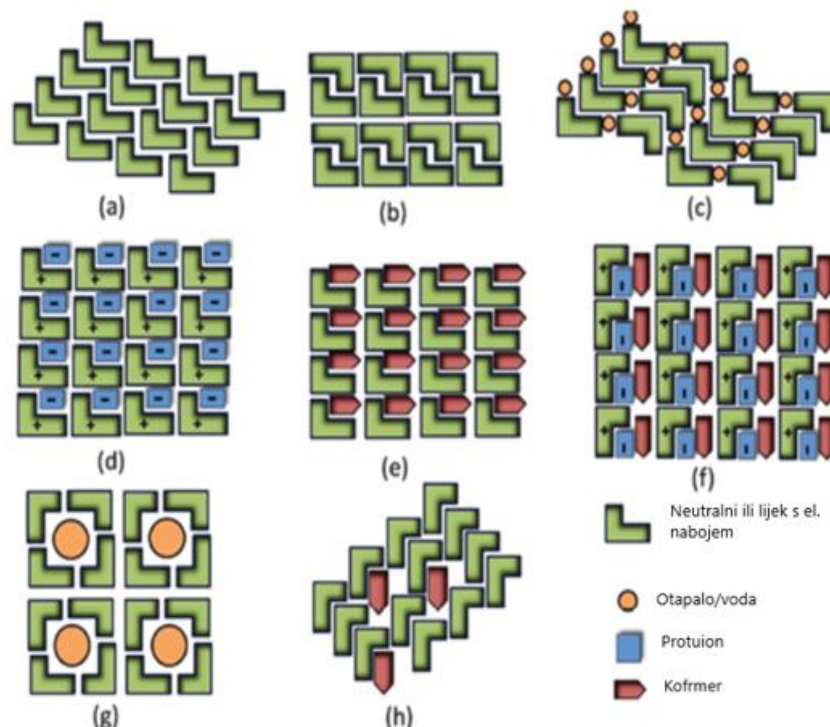 (a)
(b)
(c)
(d)
(e)
(f)
(g)
(h)
Neutralni ili lijek s el.
nabojem
Otapalo/voda
Protuion
Kofrmer